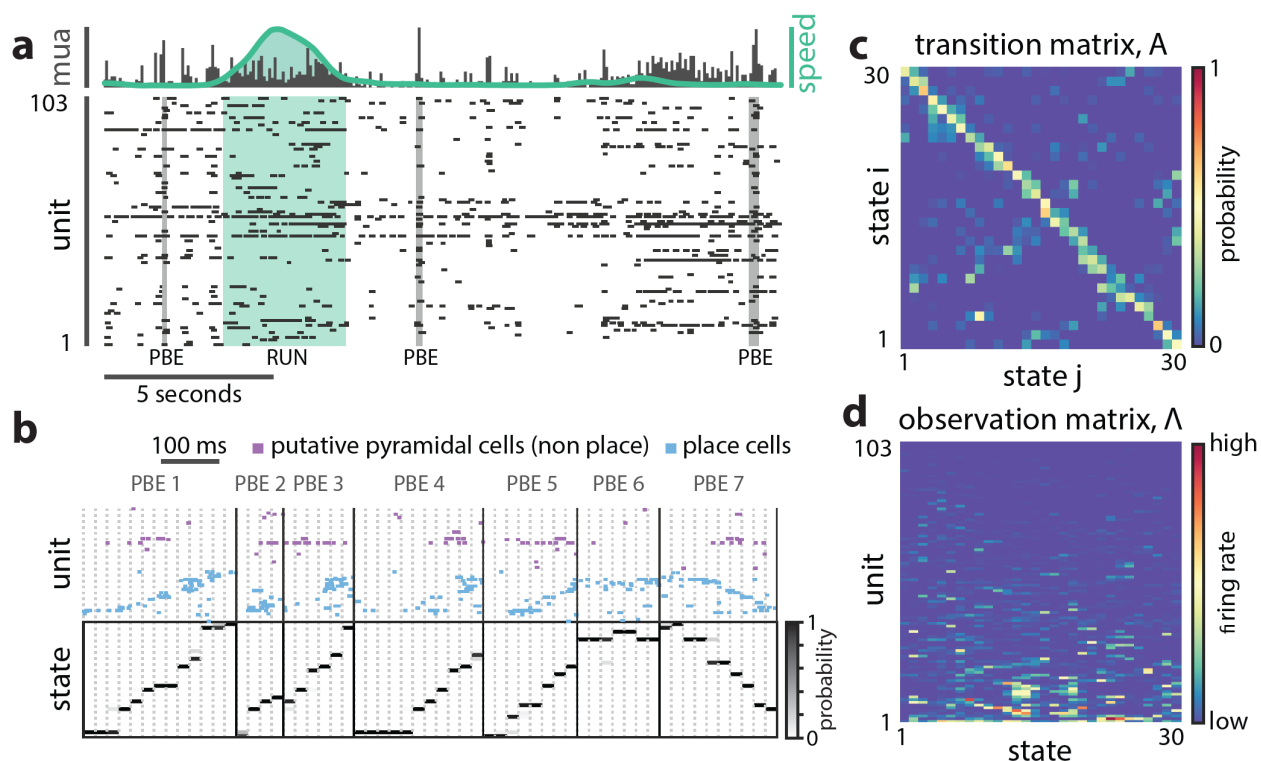 a
mua
speed
103
unit
1
PBE
RUN
PBE
PBE
5 seconds
b
100 ms
putative pyramidal cells (non place)
place cells
PBE 1
PBE 2
PBE 3
PBE 4
PBE 5
PBE 6
PBE 7
unit
state
1
probability
0
c
transition matrix, A
30
state i
1
1
30
state j
1
probability
0
d
observation matrix, Λ
103
unit
1
1
30
state
high
firing rate
low